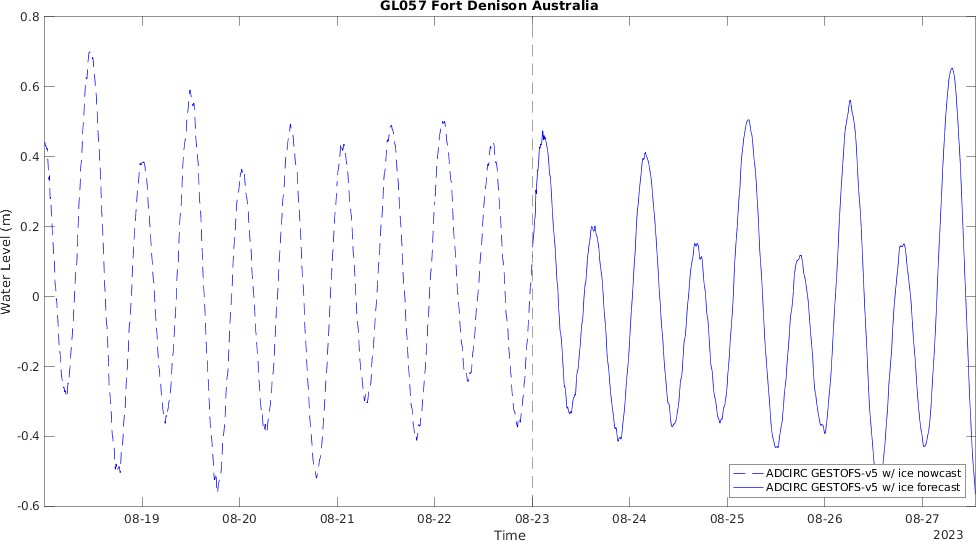 GL057 Fort Denison Australia
0.8
0.6
0.4
0.2
0
-0.2
-0.4
-0.6
Water Level (m)
ADCIRC GESTOFS-v5 w/ ice nowcast
ADCIRC GESTOFS-v5 w/ ice forecast
08-19 08-20 08-21 08-22 08-23 08-24 08-25 08-26 08-27
Time
2023